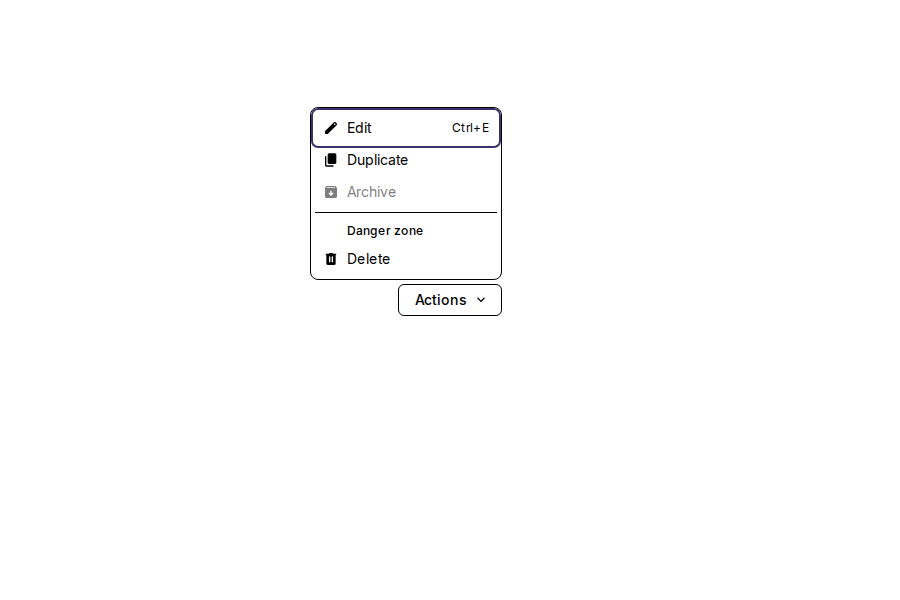 Edit Ctrl+E
Duplicate
Archive
Danger zone
Delete
Actions